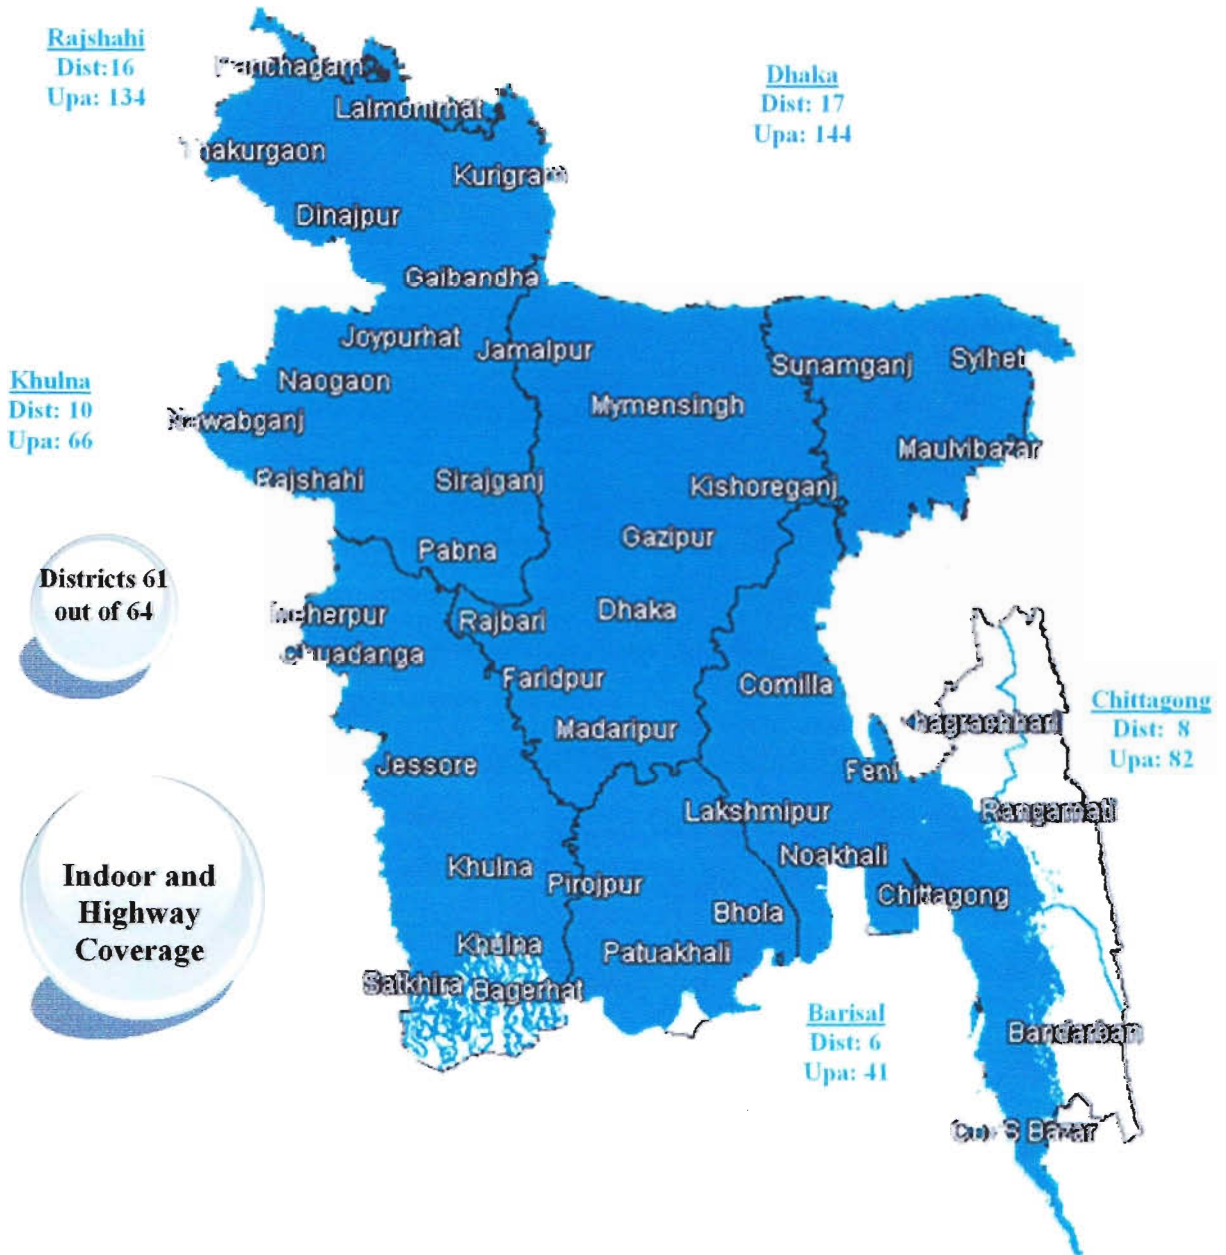 Rajshahi
Dist:16
Upa: 134
Dhaka
Dist: 17
Upa: 144
Lalmonirhat
Kurigram
Dinajpur
Gaibandha
Joypurhat
Jamalpur
Sunamganj
Sylhet
Khulna
Dist: 10
Upa: 66
Naogaon
Mymensingh
Nawabganj
Maulvibazar
Rajshahi
Sirajganj
Kishoreganj
Gazipur
Pabna
Districts 61
out of 64
Rajbari
Dhaka
Faridpur
Comilla
Chittagong
Dist: 8
Upa: 82
Madaripur
Jessore
Feni
Lakshmipur
Rangamati
Noakhali
Khulna
Pirojpur
Chittagong
Indoor and
Highway
Coverage
Bhola
Khulna
Patuakhali
Satkhira
Bagerhat
Barisal
Dist: 6
Upa: 41
Bandarban